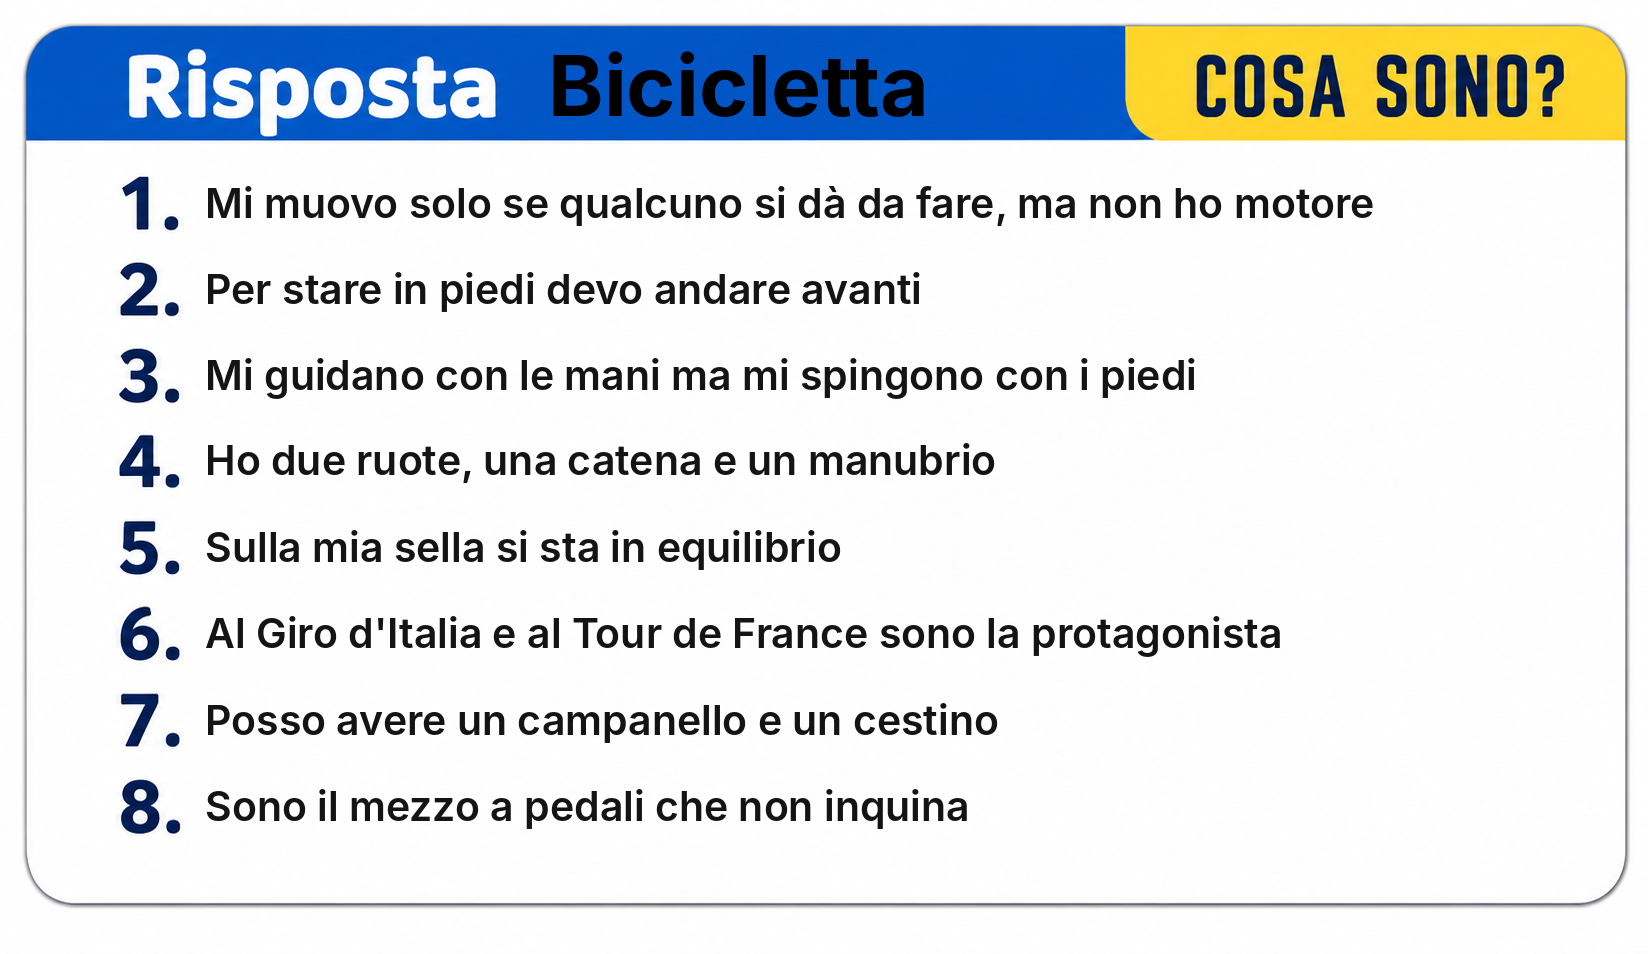 Risposta Bicicletta COSA SONO?
1. Mi muovo solo se qualcuno si dà da fare, ma non ho motore
2. Per stare in piedi devo andare avanti
3. Mi guidano con le mani ma mi spingono con i piedi
4. Ho due ruote, una catena e un manubrio
5. Sulla mia sella si sta in equilibrio
6. Al Giro d'Italia e al Tour de France sono la protagonista
7. Posso avere un campanello e un cestino
8. Sono il mezzo a pedali che non inquina